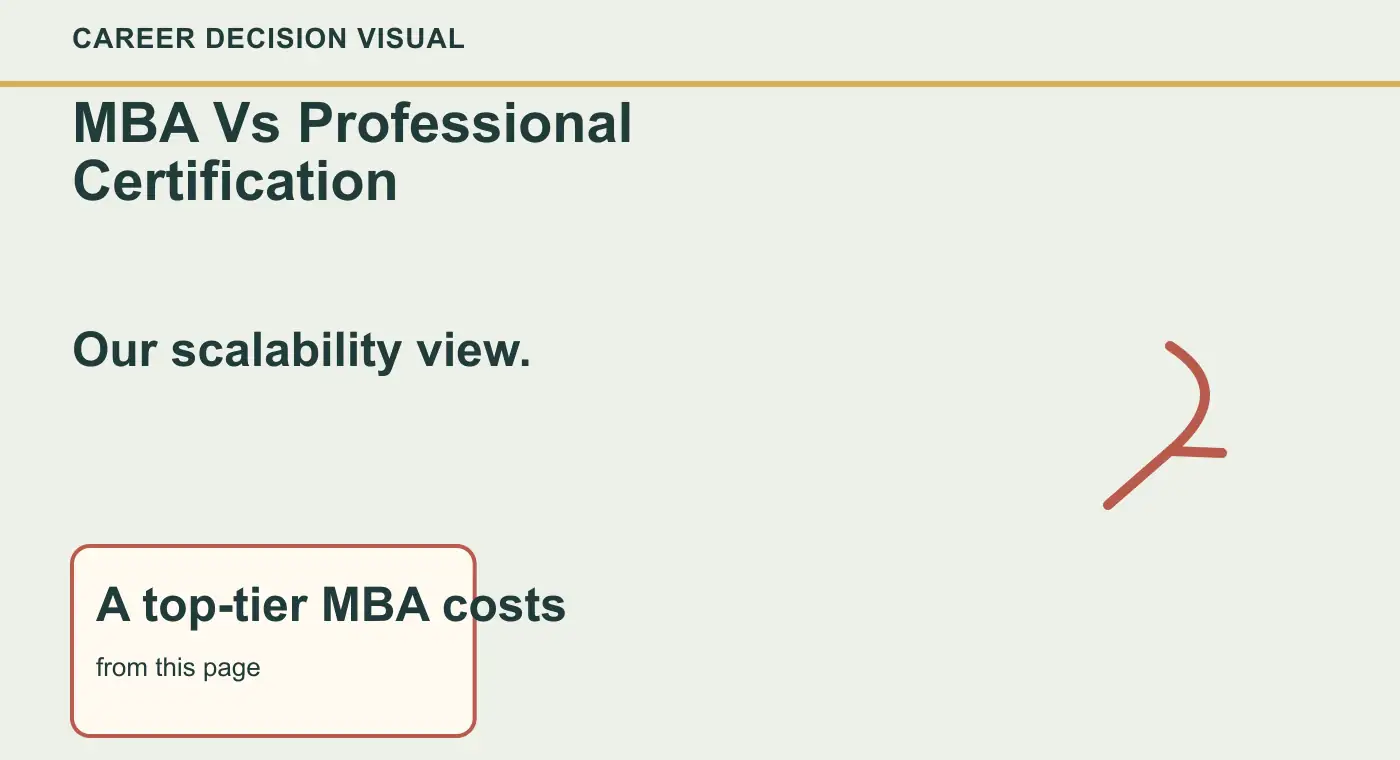 CAREER DECISION VISUAL
MBA Vs Professional
Certification
Our scalability view.
A top-tier MBA costs
from this page